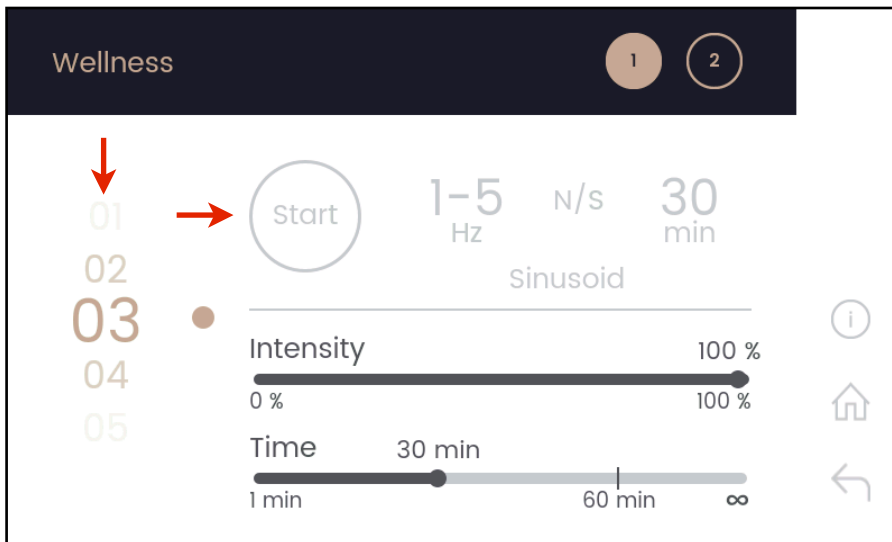 Wellness
1 2
01
02
03
04
05
Start
1-5 N/S 30
Hz min
Sinusoid
Intensity 100 %
0 % 100 %
Time 30 min
1 min 60 min ∞
i